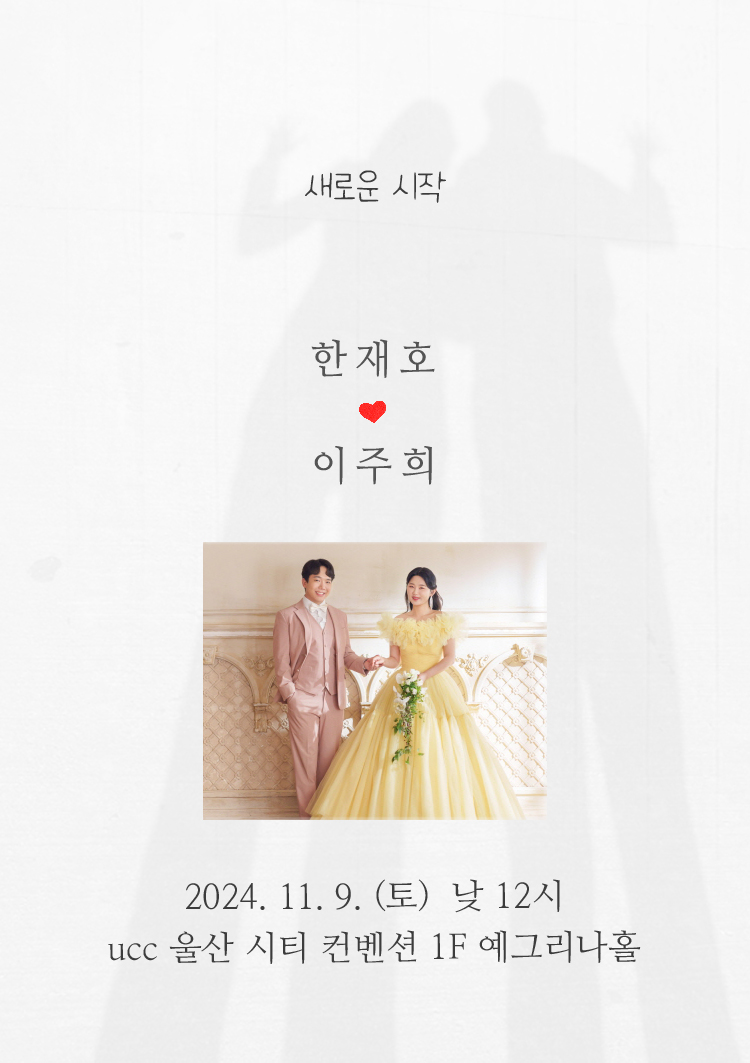 새로운 시작
한재호
이주희
2024. 11. 9. (토) 낮 12시
ucc 울산 시티 컨벤션 1F 예그리나홀